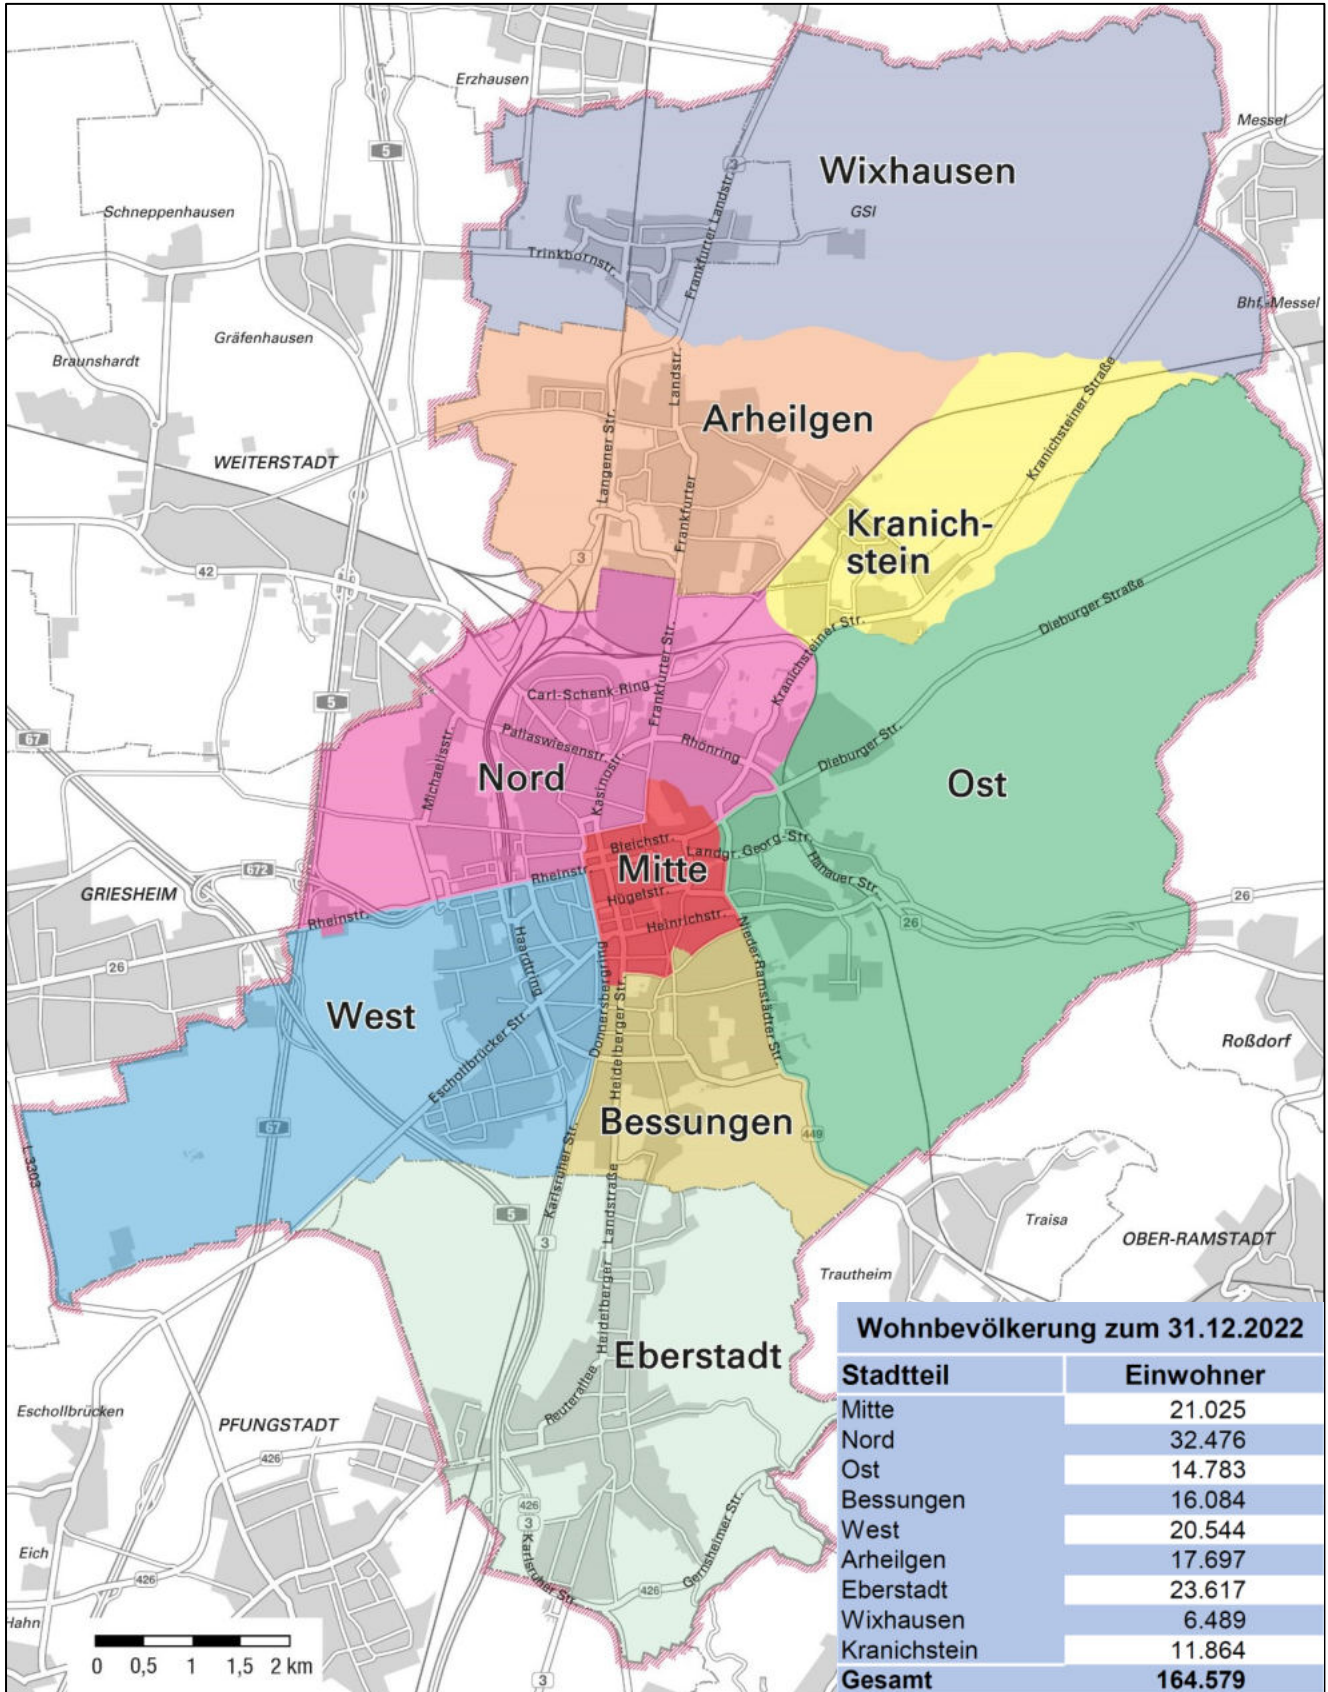 Erzhausen
5
Messel
Wixhausen
3
GSI
Schneppenhausen
Frankfurter Landstr.
Trinkbornstr.
Bhf.-Messel
Gräfenhausen
Braunshardt
Landstr.
Arheilgen
Kranichsteiner Straße
Langener Str.
WEITERSTADT
Frankfurter
Kranich-
stein
3
42
Dieburger Straße
Kranichsteiner Str.
Frankfurter Str.
Carl-Schenk-Ring
5
67
Pallaswiesenstr.
Rhönring
Dieburger Str.
Michaelisstr.
Nord
Kasinostr.
Ost
Bleichstr.
Landgr.-Georg-Str.
672
Mitte
Rheinstr.
Hanauer Str.
GRIESHEIM
Hügelstr.
26
Rheinstr.
Heinrichstr.
26
Haardtring
26
Nieder-Ramstädter Str.
West
Donnersbergring
Heidelberger Str.
Eschollbrücker Str.
Roßdorf
67
Bessungen
449
L 3303
Karlsruher Str.
5
3
Heidelberger Landstraße
Traisa
OBER-RAMSTADT
Trautheim
Eberstadt
Reuterallee
Eschollbrücken
PFUNGSTADT
426
426
3
Karlsruher Str.
Gernsheimer Str.
Eich
426
426
Hahn
3
0 0,5 1 1,5 2 km
Wohnbevölkerung zum 31.12.2022
Stadtteil Einwohner
Mitte 21.025
Nord 32.476
Ost 14.783
Bessungen 16.084
West 20.544
Arheilgen 17.697
Eberstadt 23.617
Wixhausen 6.489
Kranichstein 11.864
Gesamt 164.579